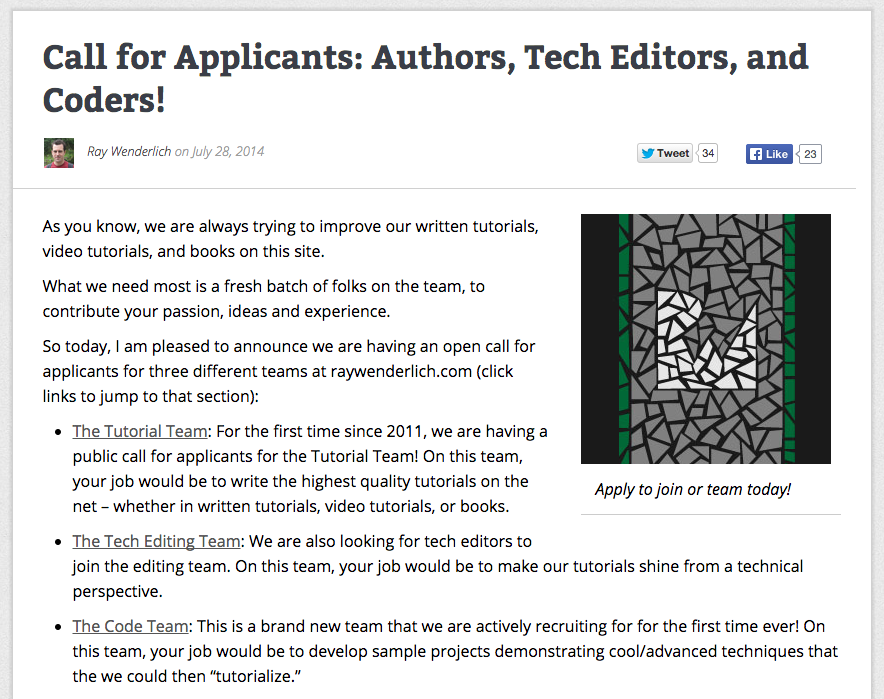 Call for Applicants: Authors, Tech Editors, and
Coders!
Ray Wenderlich on July 28, 2014
Tweet 34
Like 23
As you know, we are always trying to improve our written tutorials,
video tutorials, and books on this site.
What we need most is a fresh batch of folks on the team, to
contribute your passion, ideas and experience.
So today, I am pleased to announce we are having an open call for
applicants for three different teams at raywenderlich.com (click
links to jump to that section):
• The Tutorial Team: For the first time since 2011, we are having a
public call for applicants for the Tutorial Team! On this team,
your job would be to write the highest quality tutorials on the
net – whether in written tutorials, video tutorials, or books.
Apply to join or team today!
• The Tech Editing Team: We are also looking for tech editors to
join the editing team. On this team, your job would be to make our tutorials shine from a technical
perspective.
• The Code Team: This is a brand new team that we are actively recruiting for for the first time ever! On
this team, your job would be to develop sample projects demonstrating cool/advanced techniques that
the we could then “tutorialize.”